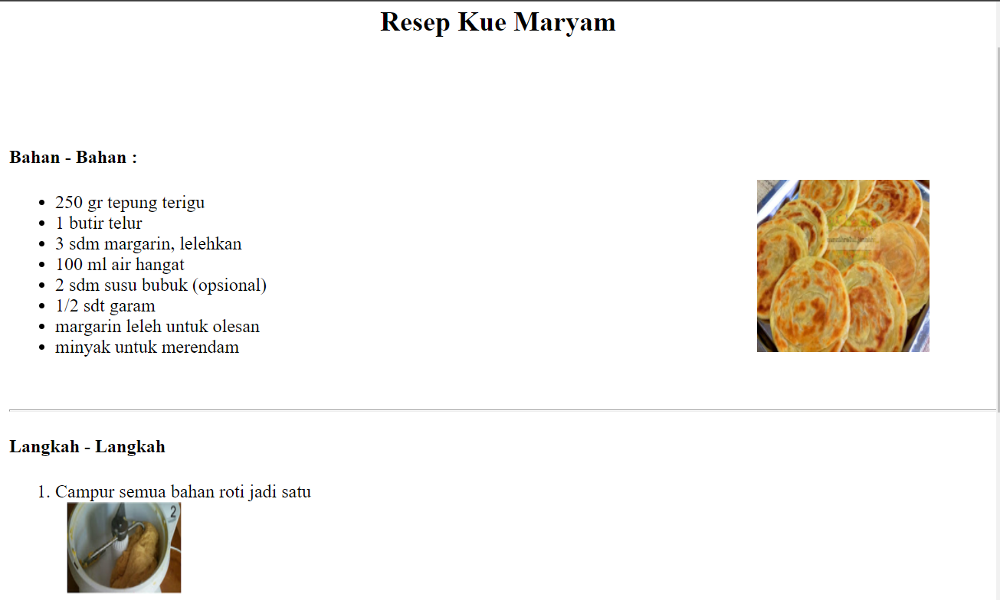 Resep Kue Maryam
Bahan - Bahan :
250 gr tepung terigu
1 butir telur
3 sdm margarin, lelehkan
100 ml air hangat
2 sdm susu bubuk (opsional)
1/2 sdt garam
margarin leleh untuk olesan
minyak untuk merendam
Langkah - Langkah
1. Campur semua bahan roti jadi satu
2